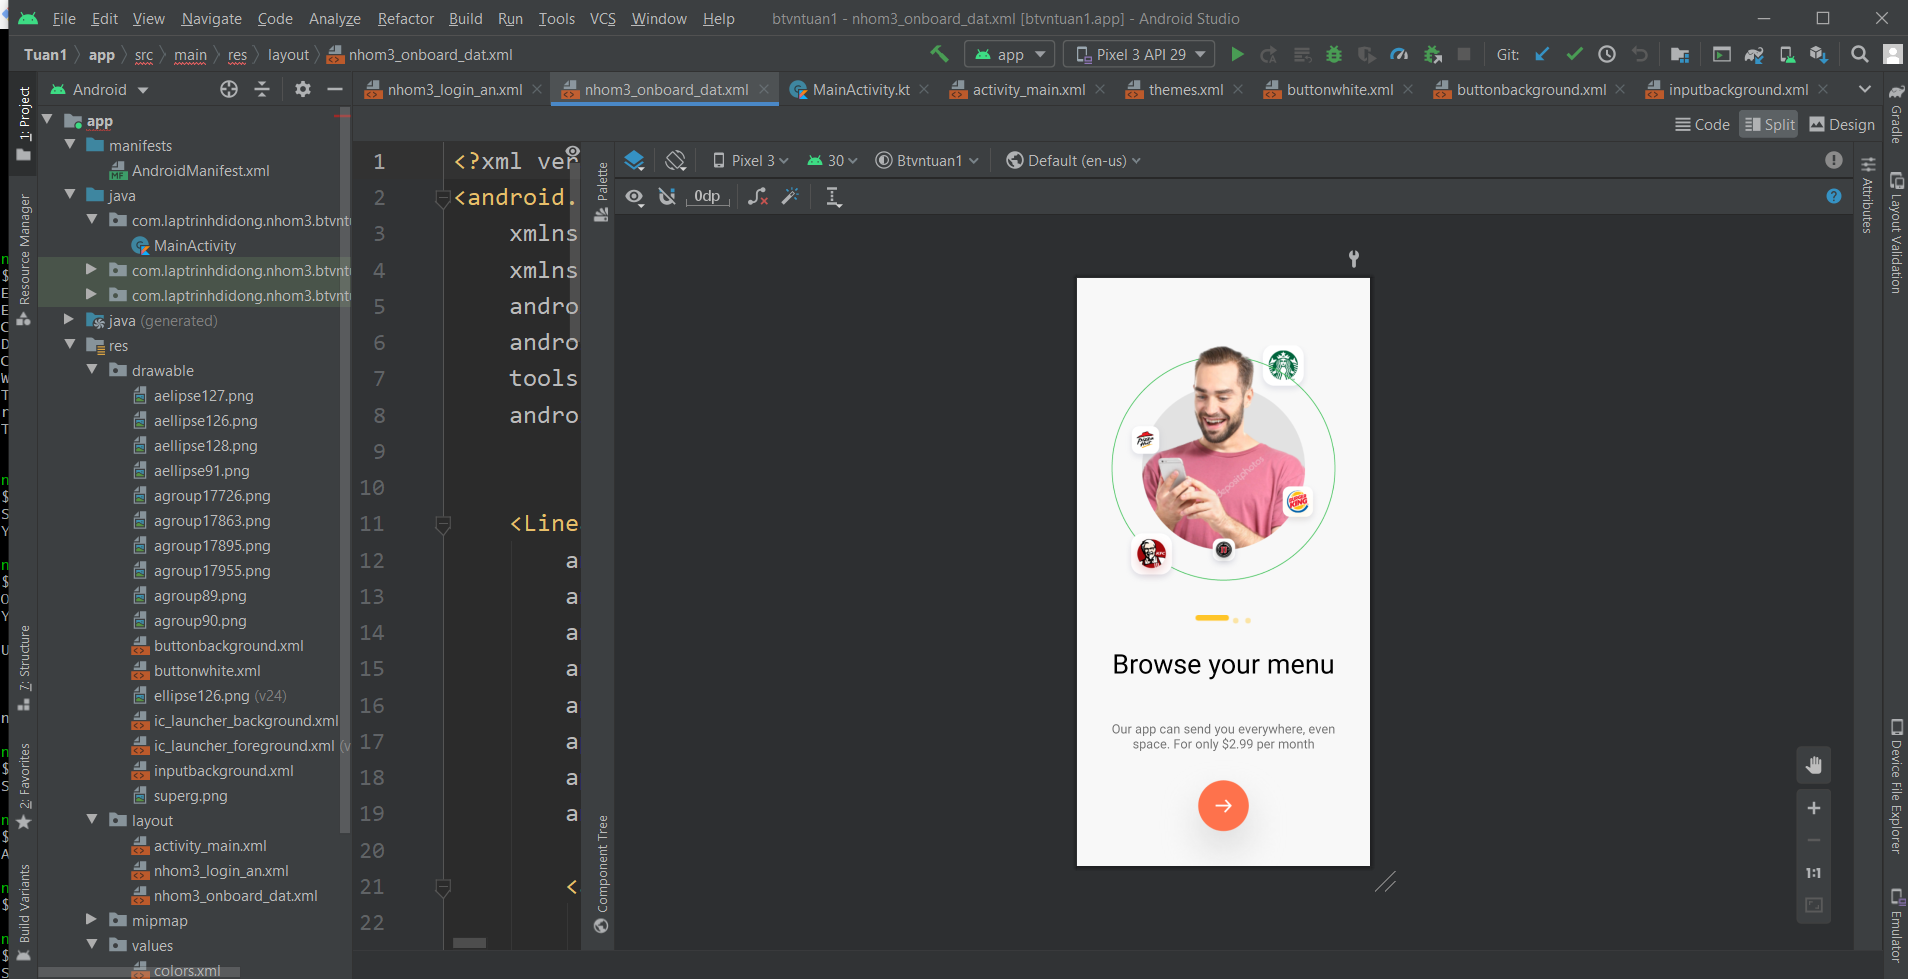 File Edit View Navigate Code Analyze Refactor Build Run Tools VCS Window Help btvntuan1 - nhom3_onboard_dat.xml [btvntuan1.app] - Android Studio
Tuan1 app src main res layout nhom3_onboard_dat.xml app Pixel 3 API 29 Git:
Android nhom3_login_an.xml nhom3_onboard_dat.xml MainActivity.kt activity_main.xml themes.xml buttonwhite.xml buttonbackground.xml inputbackground.xml
Code Split Design
1: Project
Resource Manager
7: Structure
2: Favorites
Build Variants
app
manifests
AndroidManifest.xml
java
com.laptrinhdidong.nhom3.btvntu
MainActivity
com.laptrinhdidong.nhom3.btvntu
com.laptrinhdidong.nhom3.btvntu
java (generated)
res
drawable
aelipse127.png
aellipse126.png
aellipse128.png
aellipse91.png
agroup17726.png
agroup17863.png
agroup17895.png
agroup17955.png
agroup89.png
agroup90.png
buttonbackground.xml
buttonwhite.xml
ellipse126.png (v24)
ic_launcher_background.xml
ic_launcher_foreground.xml (v
inputbackground.xml
superg.png
layout
activity_main.xml
nhom3_login_an.xml
nhom3_onboard_dat.xml
mipmap
values
colors.xml
1 <?xml ver
2 <android.
3 xmlns
4 xmlns
5 andro
6 andro
7 tools
8 andro
9
10
11 <Line
12 a
13 a
14 a
15 a
16 a
17 a
18 a
19 a
20
21 <
22
Palette
Component Tree
Pixel 3 30 Btvntuan1 Default (en-us)
0dp
Pizza Hut
depositphotos
BURGER KING
KFC
Browse your menu
Our app can send you everywhere, even
space. For only $2.99 per month
1:1
Attributes
Gradle
Layout Validation
Device File Explorer
Emulator